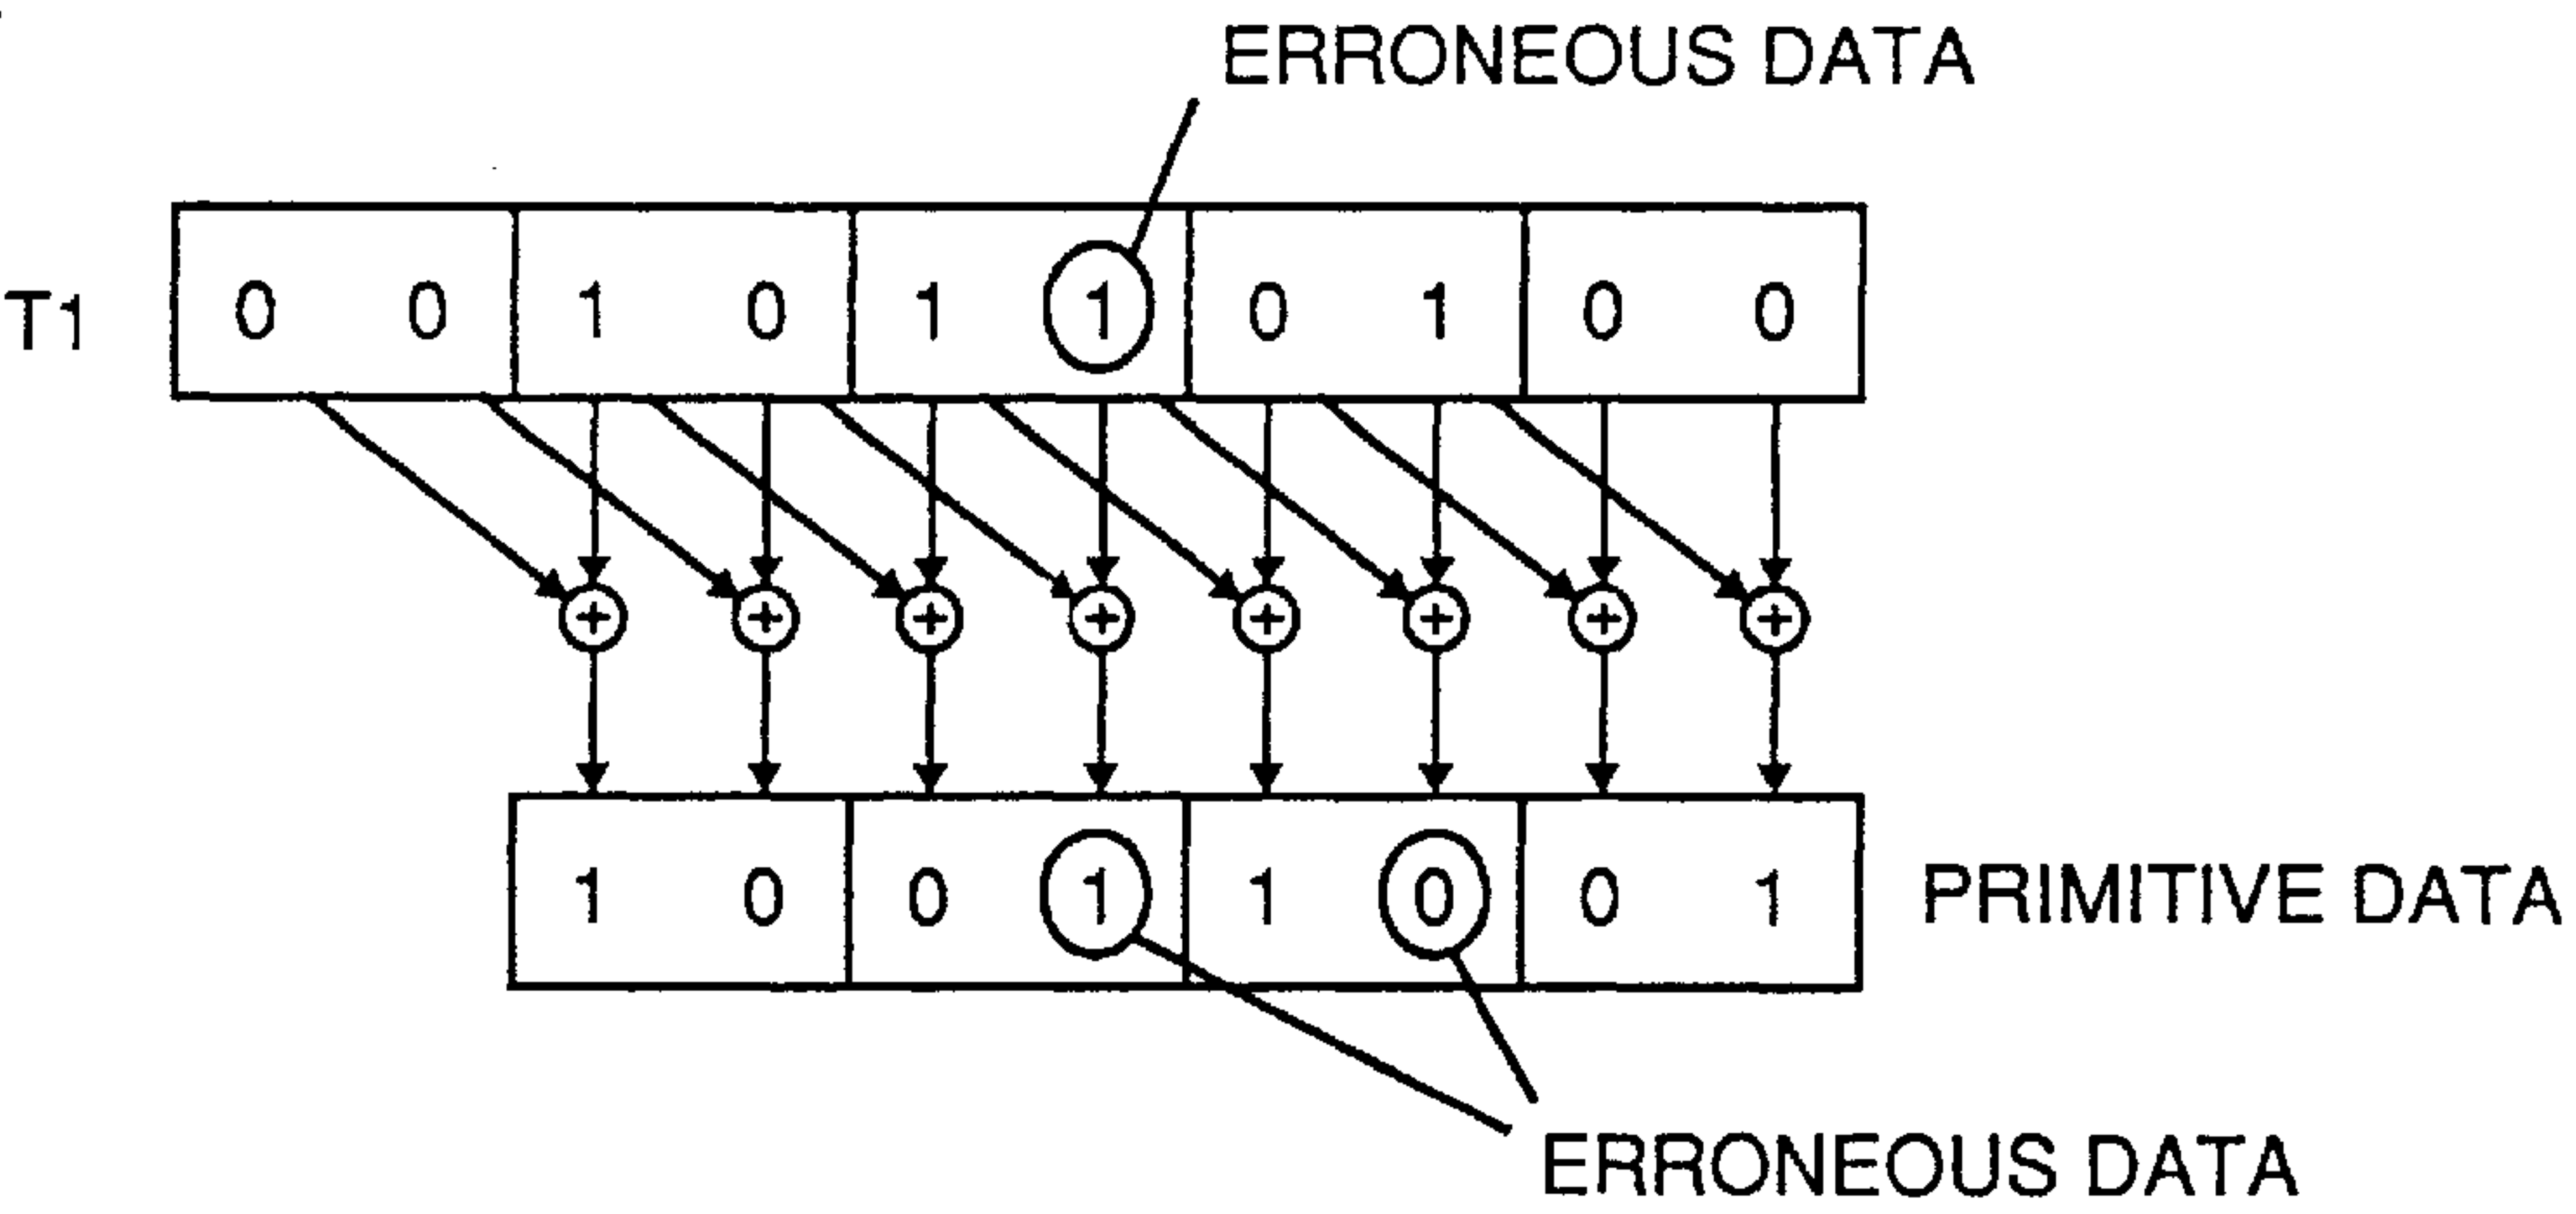 ERRONEOUS DATA
T1 0 0 1 0 1 1 0 1 0 0
+ + + + + + + +
1 0 0 1 1 0 0 1 PRIMITIVE DATA
ERRONEOUS DATA